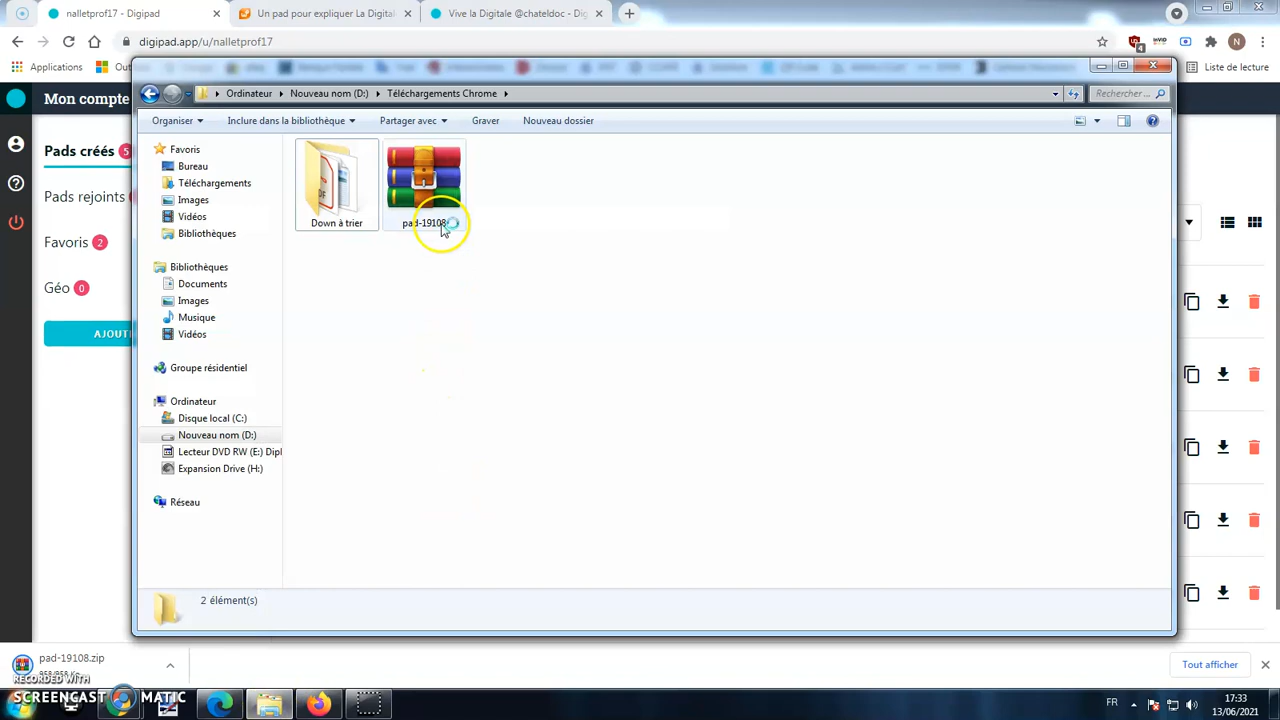 nalletprof17 - Digipad
Un pad pour expliquer La Digital
Vive la Digitale @chateldoc - Dig
digipad.app/u/nalletprof17
N
4
Applications
Liste de lecture
Ordinateur
Nouveau nom (D:)
Téléchargements Chrome
Rechercher ...
Mon compte
Organiser
Inclure dans la bibliothèque
Partager avec
Graver
Nouveau dossier
Pads créés 5
Pads rejoints
Favoris 2
Géo 0
AJOUT
Favoris
Bureau
Téléchargements
Images
Vidéos
Bibliothèques
Bibliothèques
Documents
Images
Musique
Vidéos
Groupe résidentiel
Ordinateur
Disque local (C:)
Nouveau nom (D:)
Lecteur DVD RW (E:) Dipl
Expansion Drive (H:)
Réseau
Down à trier
pad-19108
2 élément(s)
pad-19108.zip
Tout afficher
RECORDED WITH
SCREENCAST MATIC
FR
17:33
13/06/2021